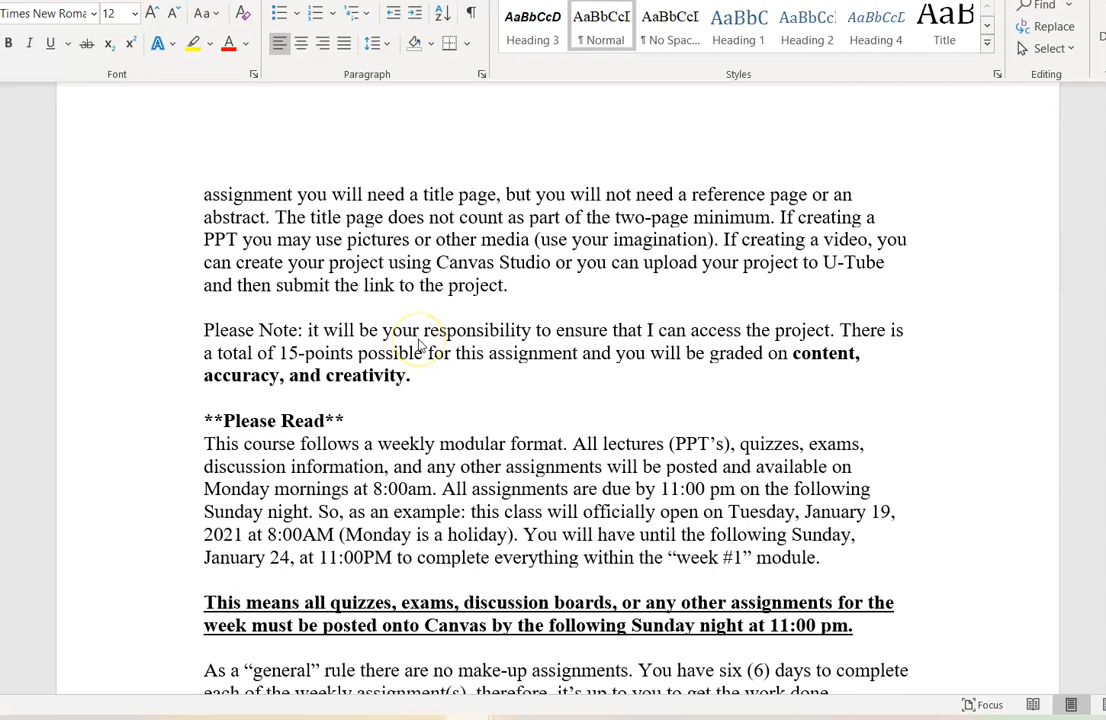 Times New Roma 12 Aa Find
B I U ab x₂ x² A A
AaBbCcD AaBbCcI AaBbCcI AaBbC AaBbCc AaBbCcD AaB
Heading 3 ¶ Normal ¶ No Spac... Heading 1 Heading 2 Heading 4 Title
Replace
Select
Font Paragraph Styles Editing
assignment you will need a title page, but you will not need a reference page or an
abstract. The title page does not count as part of the two-page minimum. If creating a
PPT you may use pictures or other media (use your imagination). If creating a video, you
can create your project using Canvas Studio or you can upload your project to U-Tube
and then submit the link to the project.
Please Note: it will be your responsibility to ensure that I can access the project. There is
a total of 15-points possible for this assignment and you will be graded on content,
accuracy, and creativity.
**Please Read**
This course follows a weekly modular format. All lectures (PPT’s), quizzes, exams,
discussion information, and any other assignments will be posted and available on
Monday mornings at 8:00am. All assignments are due by 11:00 pm on the following
Sunday night. So, as an example: this class will officially open on Tuesday, January 19,
2021 at 8:00AM (Monday is a holiday). You will have until the following Sunday,
January 24, at 11:00PM to complete everything within the “week #1” module.
This means all quizzes, exams, discussion boards, or any other assignments for the
week must be posted onto Canvas by the following Sunday night at 11:00 pm.
As a “general” rule there are no make-up assignments. You have six (6) days to complete
each of the weekly assignment(s), therefore, it’s up to you to get the work done
Focus